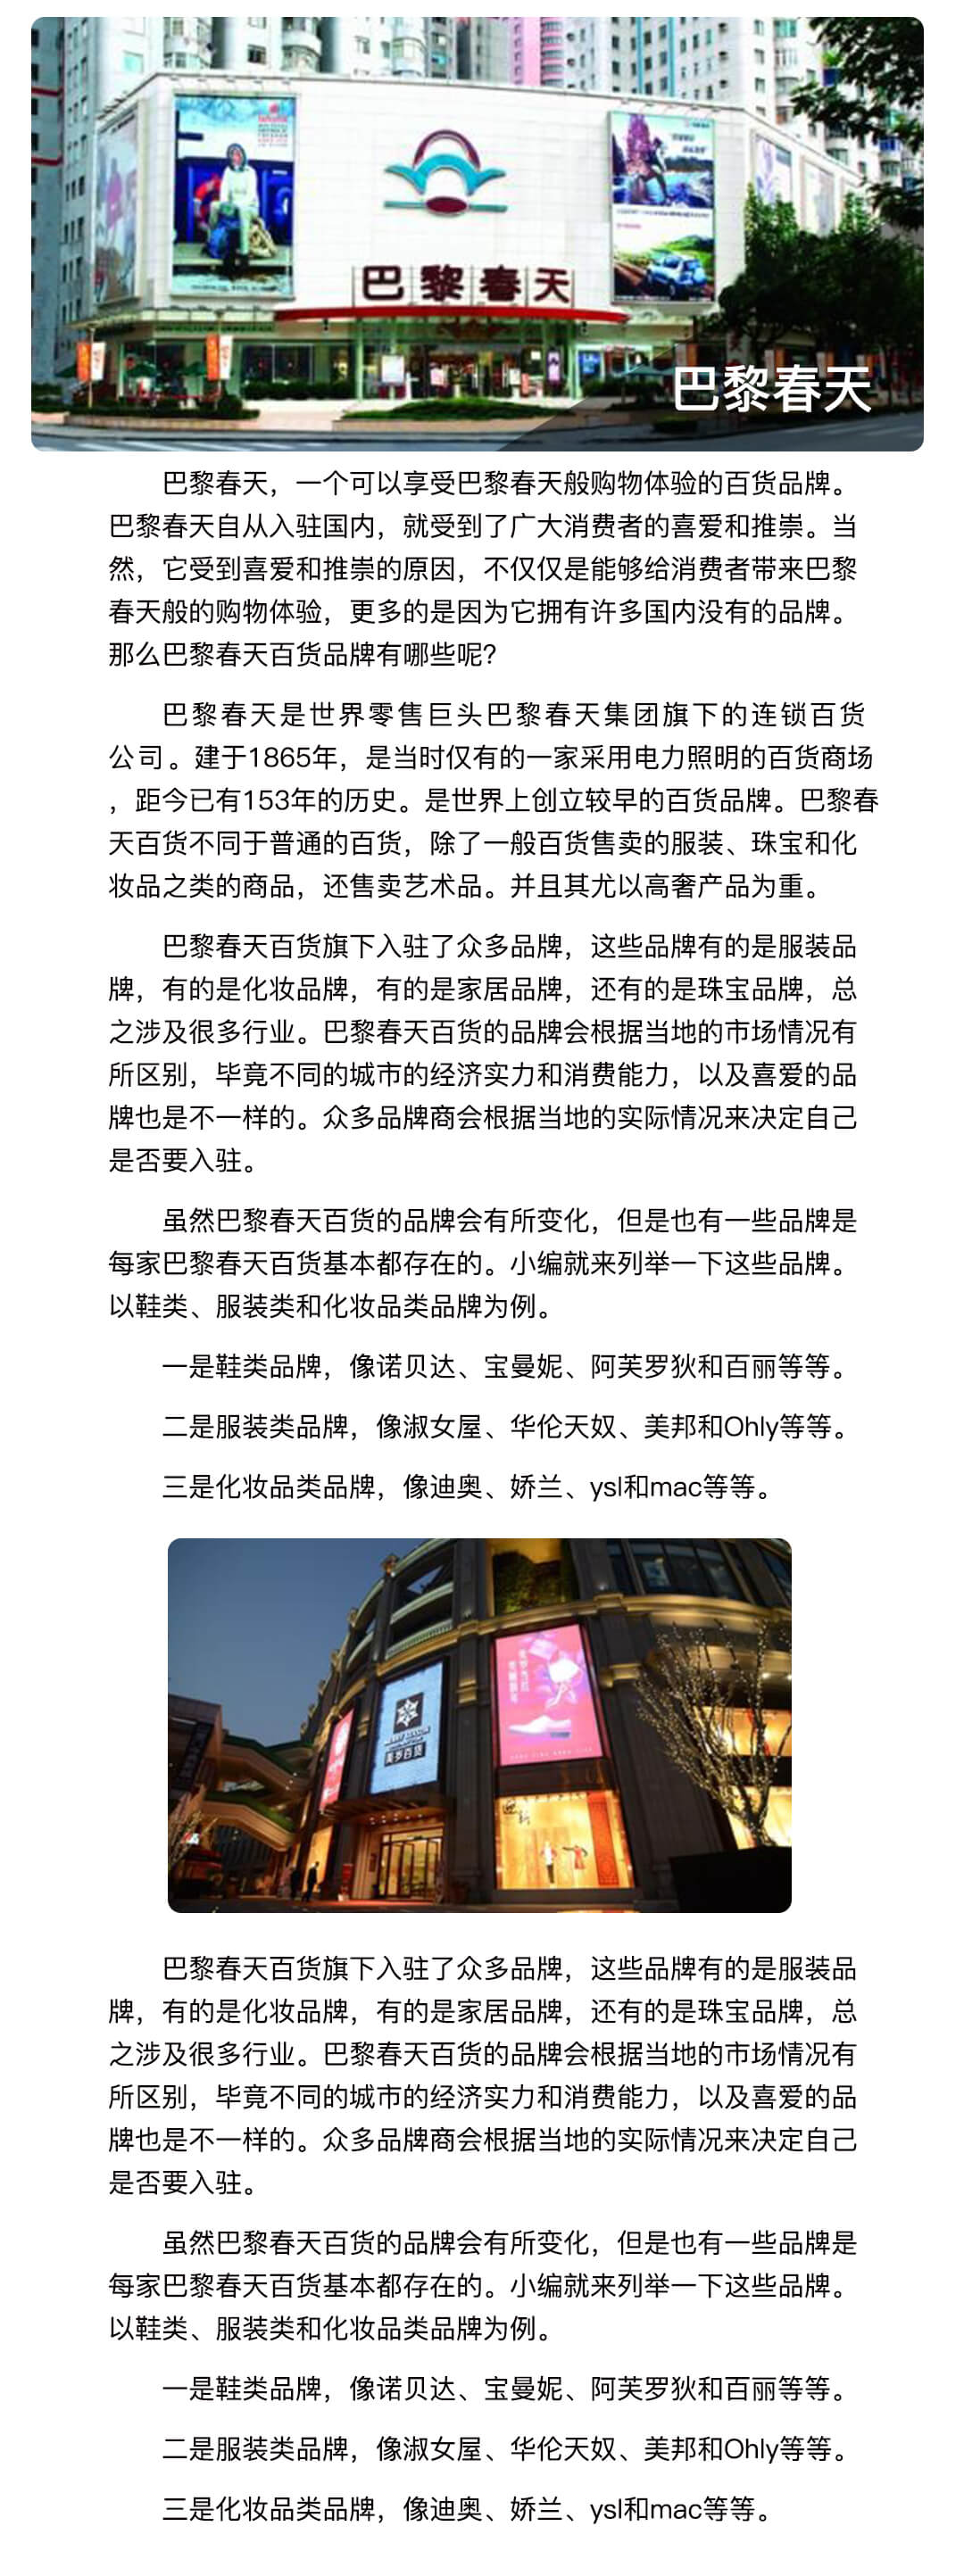 巴黎春天
巴黎春天
巴黎春天，一个可以享受巴黎春天般购物体验的百货品牌。
巴黎春天自从入驻国内，就受到了广大消费者的喜爱和推崇。当
然，它受到喜爱和推崇的原因，不仅仅是能够给消费者带来巴黎
春天般的购物体验，更多的是因为它拥有许多国内没有的品牌。
那么巴黎春天百货品牌有哪些呢？
巴黎春天是世界零售巨头巴黎春天集团旗下的连锁百货
公司。建于1865年，是当时仅有的一家采用电力照明的百货商场
，距今已有153年的历史。是世界上创立较早的百货品牌。巴黎春
天百货不同于普通的百货，除了一般百货售卖的服装、珠宝和化
妆品之类的商品，还售卖艺术品。并且其尤以高奢产品为重。
巴黎春天百货旗下入驻了众多品牌，这些品牌有的是服装品
牌，有的是化妆品牌，有的是家居品牌，还有的是珠宝品牌，总
之涉及很多行业。巴黎春天百货的品牌会根据当地的市场情况有
所区别，毕竟不同的城市的经济实力和消费能力，以及喜爱的品
牌也是不一样的。众多品牌商会根据当地的实际情况来决定自己
是否要入驻。
虽然巴黎春天百货的品牌会有所变化，但是也有一些品牌是
每家巴黎春天百货基本都存在的。小编就来列举一下这些品牌。
以鞋类、服装类和化妆品类品牌为例。
一是鞋类品牌，像诺贝达、宝曼妮、阿芙罗狄和百丽等等。
二是服装类品牌，像淑女屋、华伦天奴、美邦和Ohly等等。
三是化妆品类品牌，像迪奥、娇兰、ysl和mac等等。
美罗百货
巴黎春天百货旗下入驻了众多品牌，这些品牌有的是服装品
牌，有的是化妆品牌，有的是家居品牌，还有的是珠宝品牌，总
之涉及很多行业。巴黎春天百货的品牌会根据当地的市场情况有
所区别，毕竟不同的城市的经济实力和消费能力，以及喜爱的品
牌也是不一样的。众多品牌商会根据当地的实际情况来决定自己
是否要入驻。
虽然巴黎春天百货的品牌会有所变化，但是也有一些品牌是
每家巴黎春天百货基本都存在的。小编就来列举一下这些品牌。
以鞋类、服装类和化妆品类品牌为例。
一是鞋类品牌，像诺贝达、宝曼妮、阿芙罗狄和百丽等等。
二是服装类品牌，像淑女屋、华伦天奴、美邦和Ohly等等。
三是化妆品类品牌，像迪奥、娇兰、ysl和mac等等。